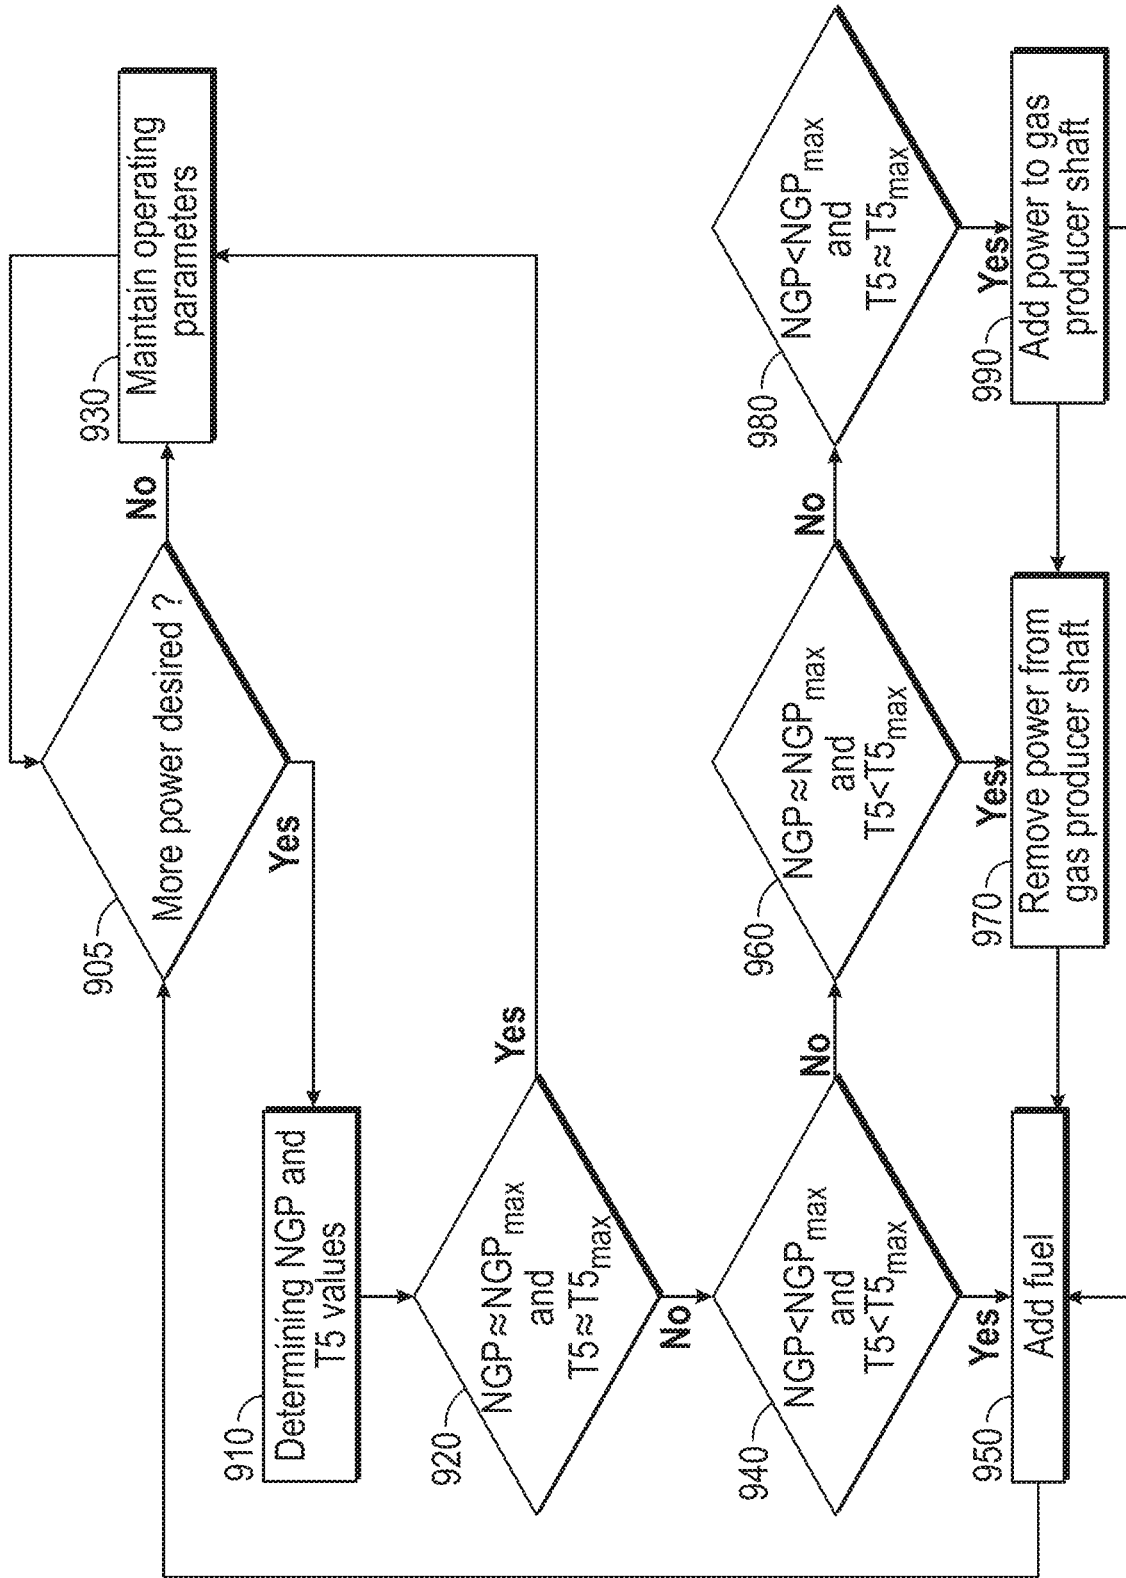 905
More power desired ?
No
Yes
930
Maintain operating
parameters
910
Determining NGP and
T5 values
920
NGP≈NGPmax
and
T5≈T5max
Yes
No
940
NGP<NGPmax
and
T5<T5max
No
Yes
960
NGP≈NGPmax
and
T5<T5max
No
Yes
980
NGP<NGPmax
and
T5≈T5max
Yes
950
Add fuel
970
Remove power from
gas producer shaft
990
Add power to gas
producer shaft